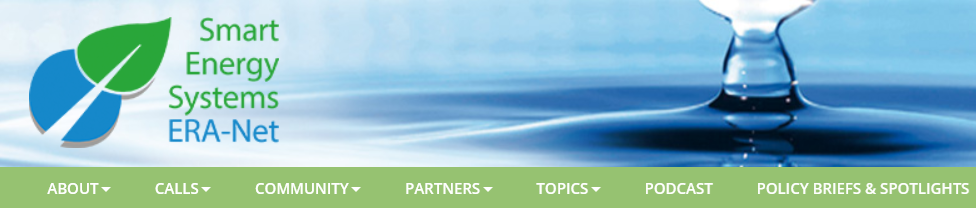 Smart
Energy
Systems
ERA-Net
ABOUT CALLS COMMUNITY PARTNERS TOPICS PODCAST POLICY BRIEFS & SPOTLIGHTS